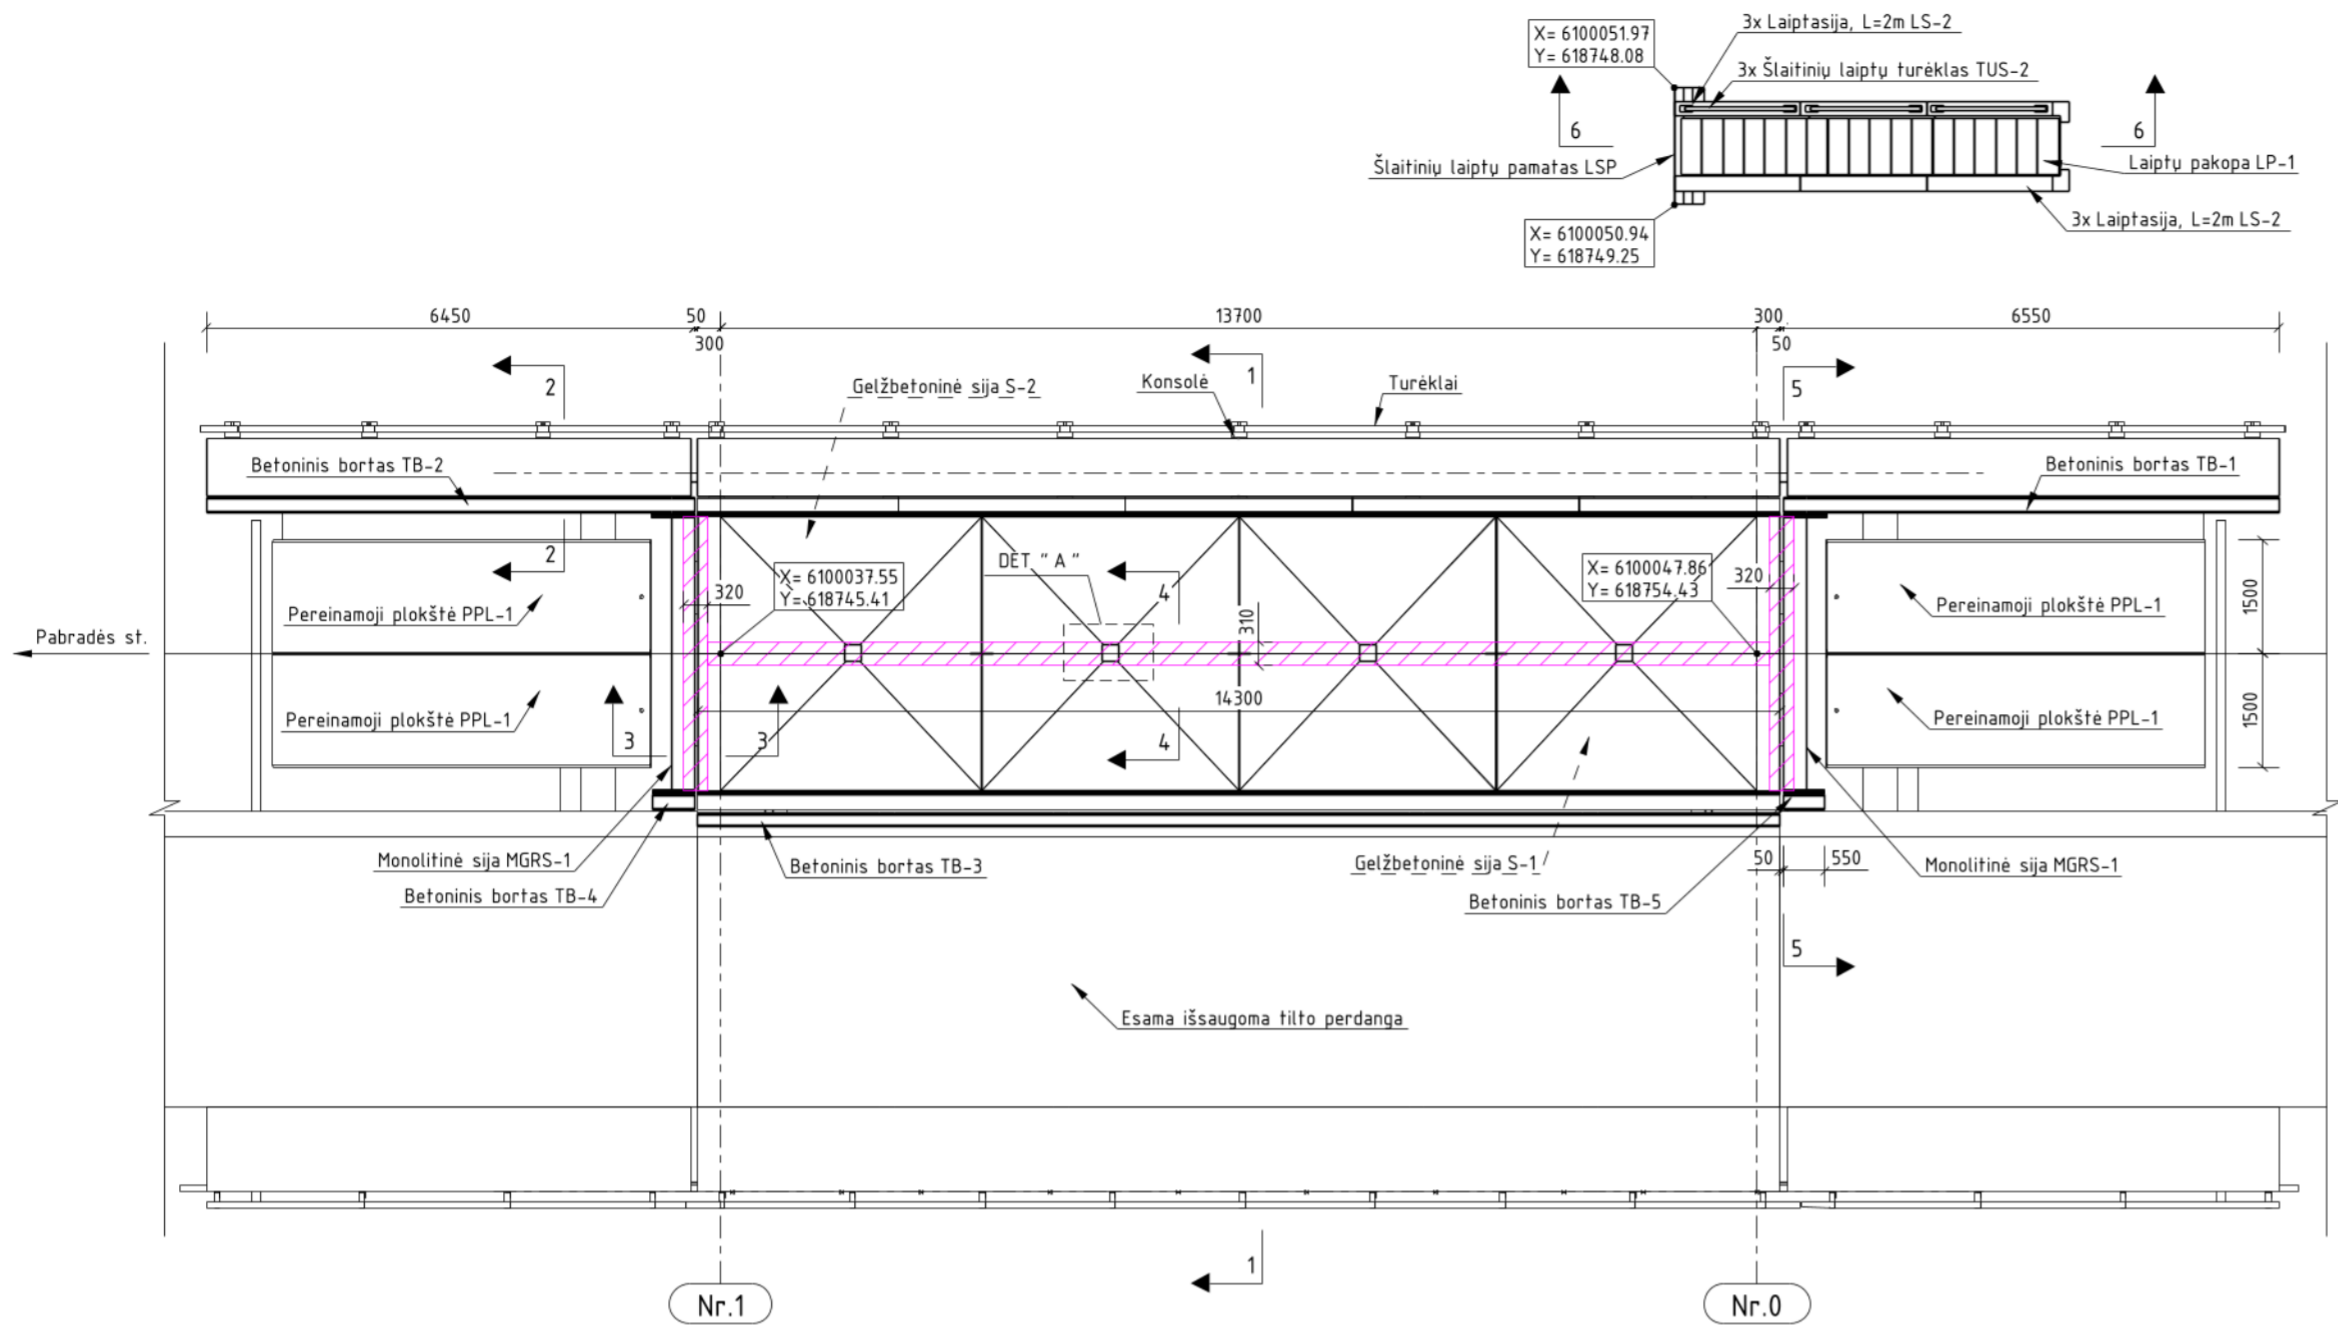 3x Laiptasija, L=2m LS-2
X= 6100051.97
Y= 618748.08
3x Šlaitinių laiptų turėklas TUS-2
6
6
Šlaitinių laiptų pamatas LSP
Laiptų pakopa LP-1
3x Laiptasija, L=2m LS-2
X= 6100050.94
Y= 618749.25
6450
50
13700
300
6550
300
50
2
Gelžbetoninė sija S-2
Konsolė
1
Turėklai
5
Betoninis bortas TB-2
Betoninis bortas TB-1
2
DET "A"
X= 6100037.55
Y= 618745.41
X= 6100047.86
Y= 618754.43
320
4
320
310
1500
Pereinamoji plokštė PPL-1
Pereinamoji plokštė PPL-1
Pabradės st.
14300
Pereinamoji plokštė PPL-1
Pereinamoji plokštė PPL-1
1500
3
3
4
Monolitinė sija MGRS-1
Betoninis bortas TB-3
Gelžbetoninė sija S-1
50
550
Monolitinė sija MGRS-1
Betoninis bortas TB-4
Betoninis bortas TB-5
5
Esama išsaugoma tilto perdanga
1
Nr.1
Nr.0